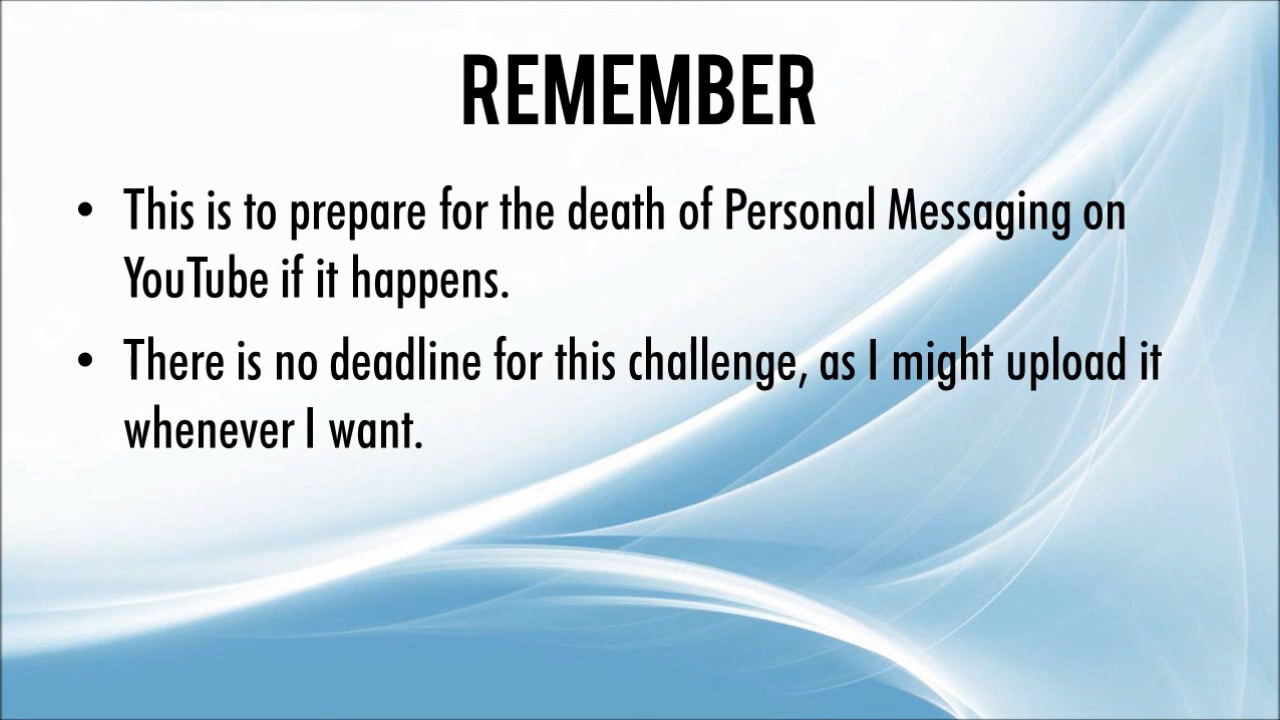 REMEMBER
• This is to prepare for the death of Personal Messaging on
YouTube if it happens.
• There is no deadline for this challenge, as I might upload it
whenever I want.